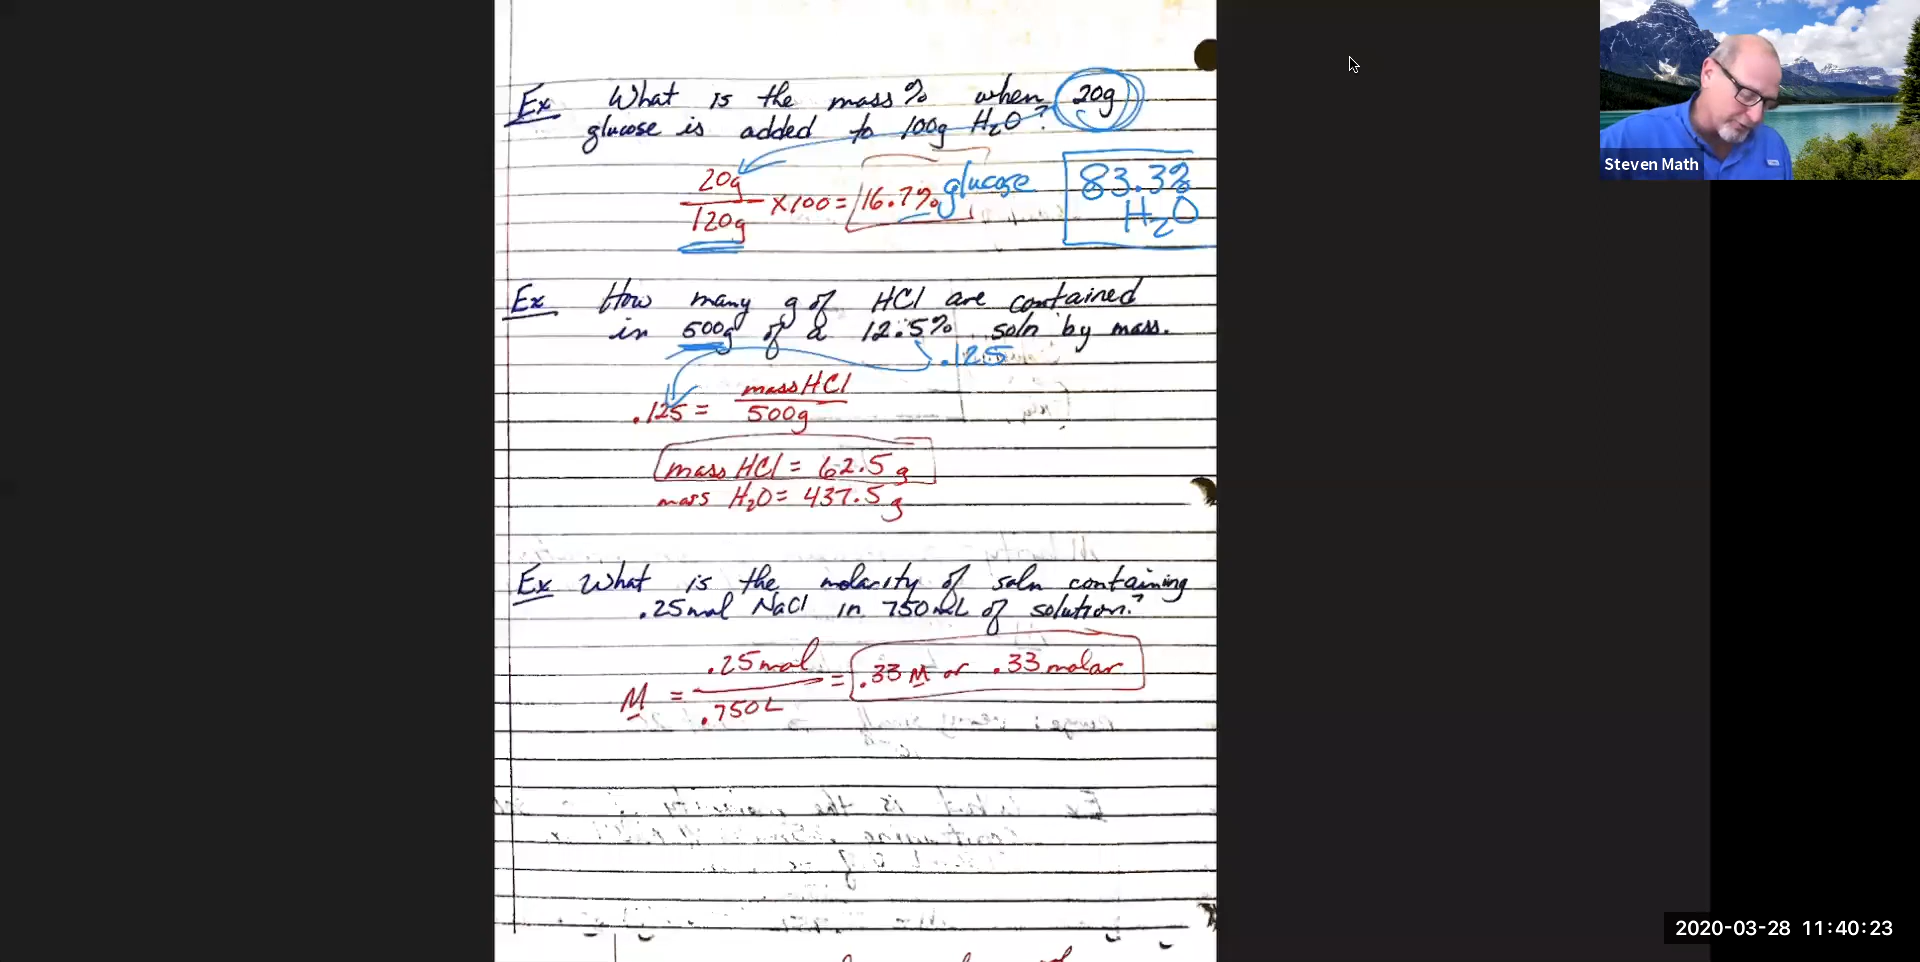 Ex What is the mass % when 20g
glucose is added to 100g H₂O?
20g
120g
x100 = 16.7% glucose
83.3%
H₂O
Ex How many g of HCl are contained
in 500g of a 12.5% soln by mass.
.125
.125 = mass HCl
500g
mass HCl = 62.5 g
mass H₂O = 437.5 g
Ex What is the molarity of soln containing
.25mol NaCl in 750mL of solution?
M = .25mol
.750L
= .33 M or .33 molar
Steven Math
2020-03-28 11:40:23